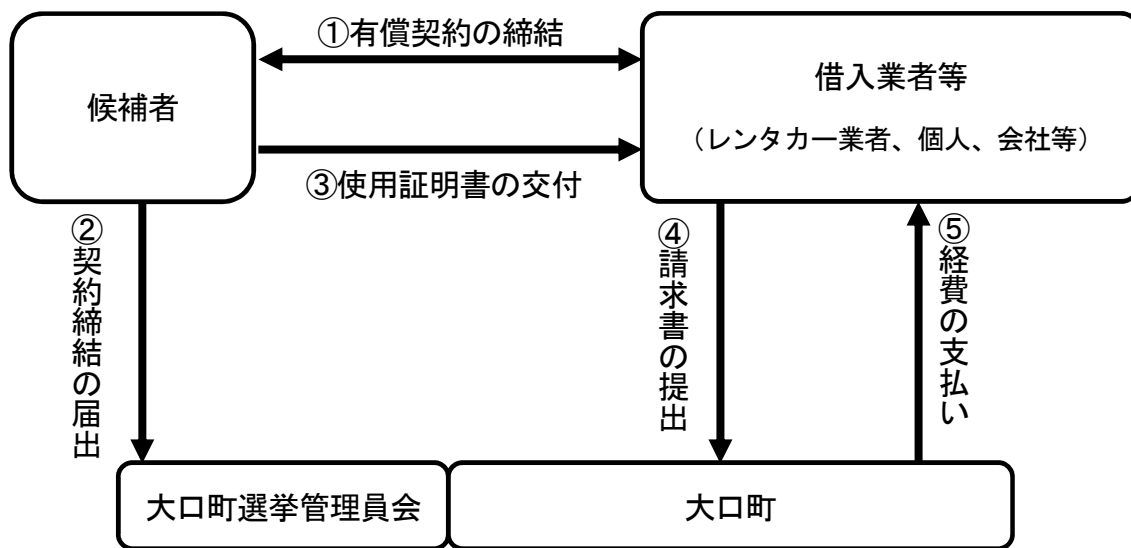 ①有償契約の締結
候補者
借入業者等
（レンタカー業者、個人、会社等）
③使用証明書の交付
②契約締結の届出
④請求書の提出
⑤経費の支払い
大口町選挙管理員会
大口町